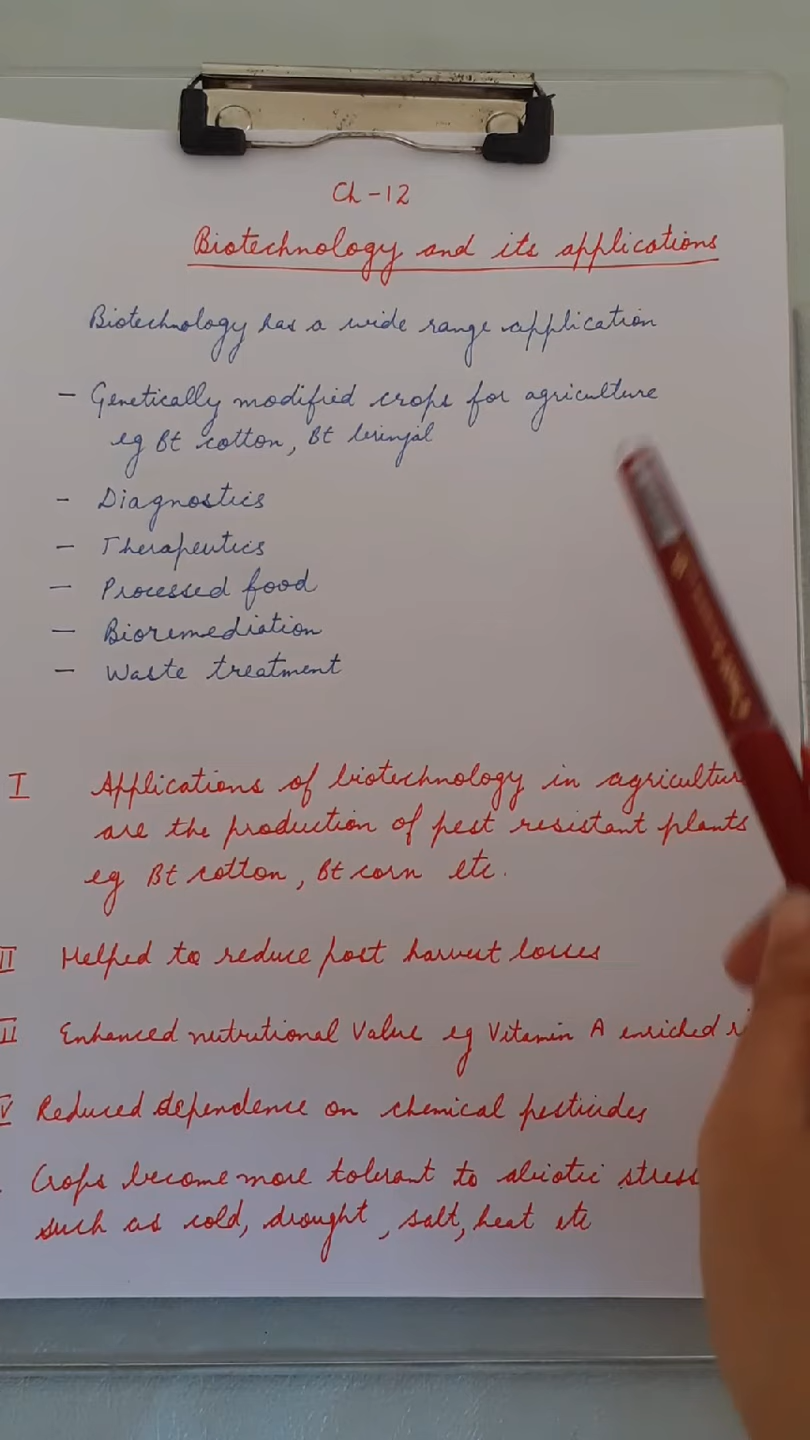 Ch-12
Biotechnology and its applications
Biotechnology has a wide range application
- Genetically modified crops for agriculture
eg Bt cotton, Bt brinjal
- Diagnostics
- Therapeutics
- Processed food
- Bioremediation
- Waste treatment
I Applications of biotechnology in agricultur
are the production of pest resistant plants
eg Bt cotton, Bt corn etc.
II Helped to reduce post harvest losses
II Enhanced nutritional Value eg Vitamin A enriched
V Reduced dependence on chemical pesticides
Crops become more tolerant to abiotic stress
such as cold, drought, salt, heat etc